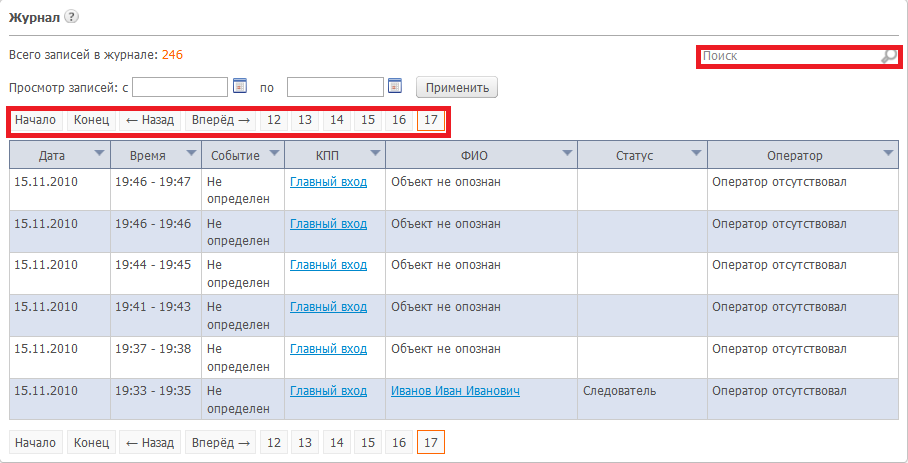 Журнал ?
Всего записей в журнале: 246
Поиск
Просмотр записей: с по Применить
Начало Конец ← Назад Вперёд → 12 13 14 15 16 17
Дата Время Событие КПП ФИО Статус Оператор
15.11.2010 19:46 - 19:47 Не определен Главный вход Объект не опознан Оператор отсутствовал
15.11.2010 19:46 - 19:46 Не определен Главный вход Объект не опознан Оператор отсутствовал
15.11.2010 19:44 - 19:45 Не определен Главный вход Объект не опознан Оператор отсутствовал
15.11.2010 19:41 - 19:43 Не определен Главный вход Объект не опознан Оператор отсутствовал
15.11.2010 19:37 - 19:38 Не определен Главный вход Объект не опознан Оператор отсутствовал
15.11.2010 19:33 - 19:35 Не определен Главный вход Иванов Иван Иванович Следователь Оператор отсутствовал
Начало Конец ← Назад Вперёд → 12 13 14 15 16 17